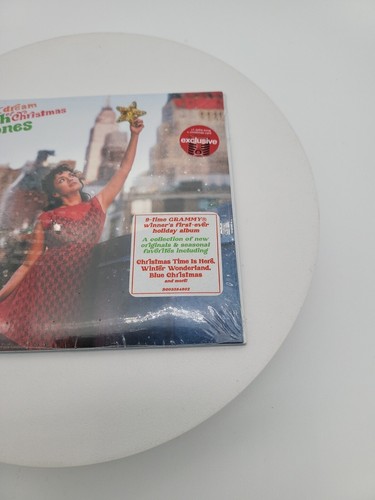 dream
Christmas
h
ones
exclusive
9-time GRAMMY®
winner's first-ever
holiday album
A collection of new
originals & seasonal
favorites including
Christmas Time Is Here,
Winter Wonderland,
Blue Christmas
and more!